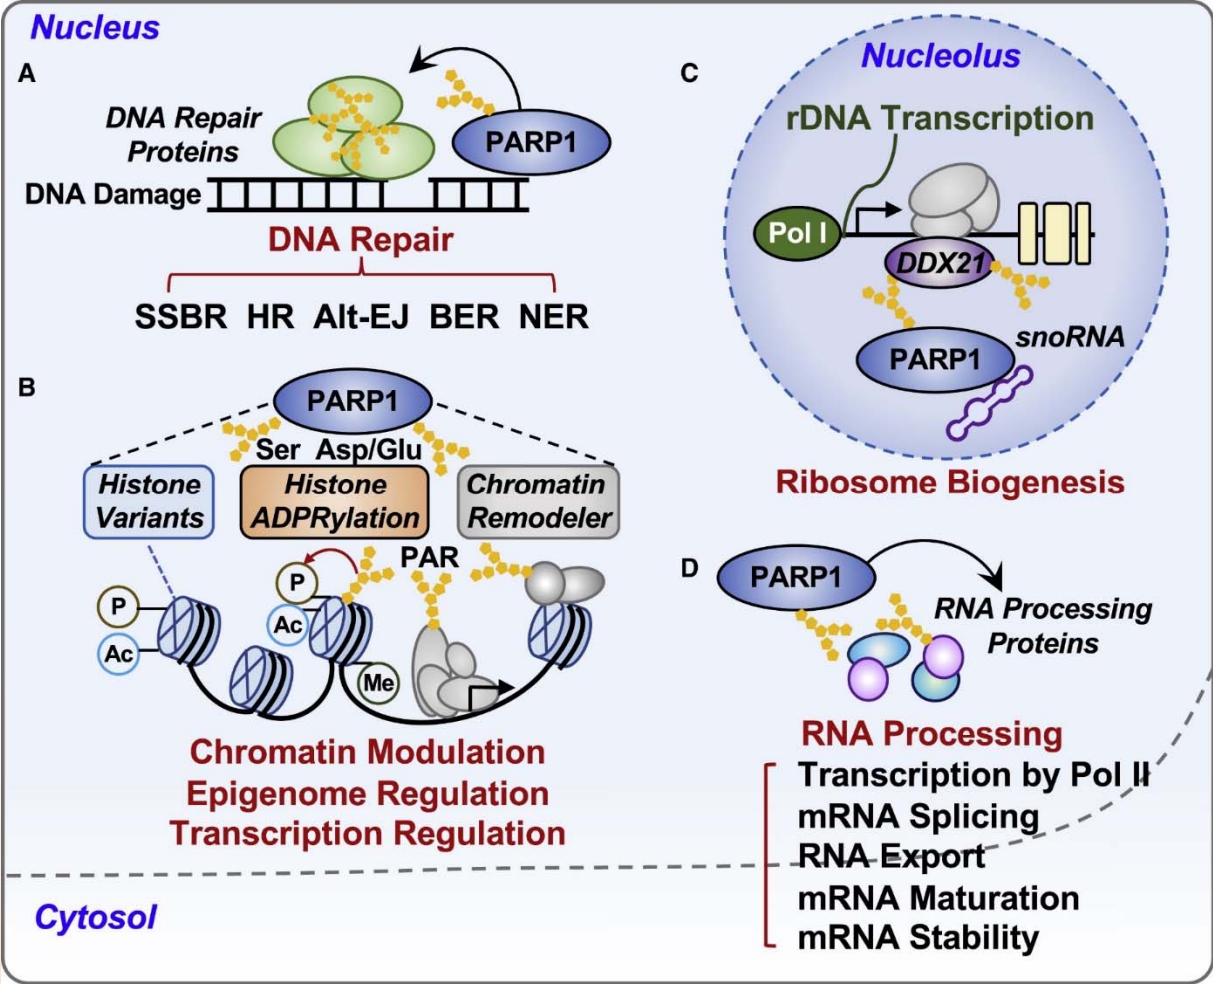 Nucleus
A
DNA Repair
Proteins
PARP1
DNA Damage
DNA Repair
SSBR HR Alt-EJ BER NER
B
PARP1
Ser Asp/Glu
Histone
Variants
Histone
ADPRylation
Chromatin
Remodeler
PAR
P
Ac
P
Ac
Me
Chromatin Modulation
Epigenome Regulation
Transcription Regulation
Cytosol
C
Nucleolus
rDNA Transcription
Pol I
DDX21
PARP1
snoRNA
Ribosome Biogenesis
D
PARP1
RNA Processing
Proteins
RNA Processing
Transcription by Pol II
mRNA Splicing
RNA Export
mRNA Maturation
mRNA Stability